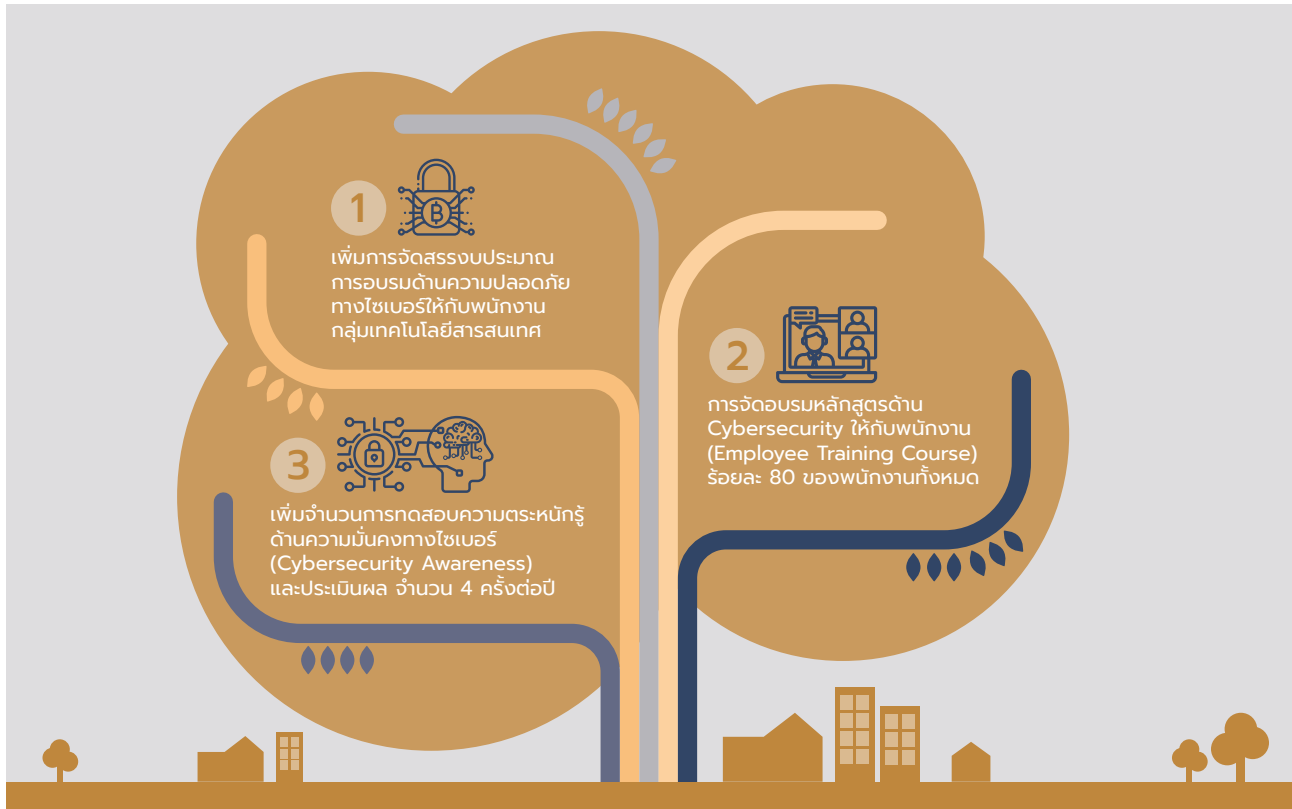 1
เพิ่มการจัดสรรงบประมาณ
การอบรมด้านความปลอดภัย
ทางไซเบอร์ให้กับพนักงาน
กลุ่มเทคโนโลยีสารสนเทศ
2
การจัดอบรมหลักสูตรด้าน
Cybersecurity ให้กับพนักงาน
(Employee Training Course)
ร้อยละ 80 ของพนักงานทั้งหมด
3
เพิ่มจำนวนการทดสอบความตระหนักรู้
ด้านความมั่นคงทางไซเบอร์
(Cybersecurity Awareness)
และประเมินผล จำนวน 4 ครั้งต่อปี